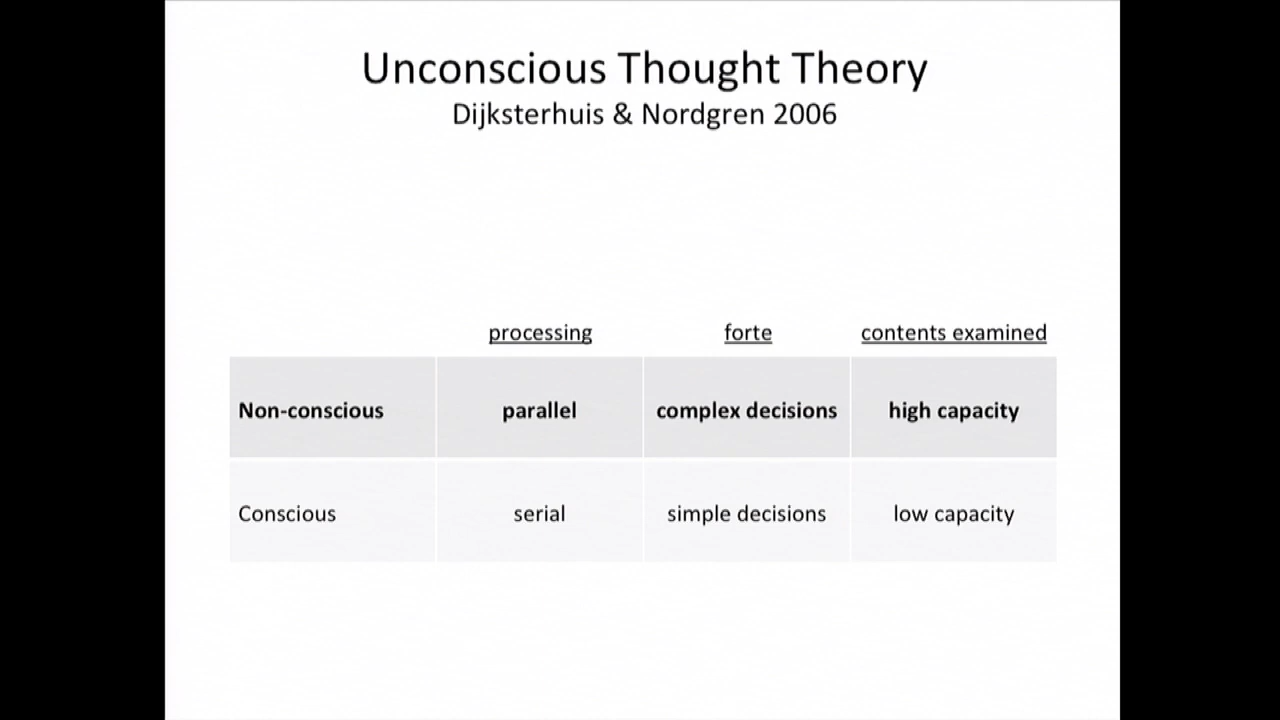 Unconscious Thought Theory
Dijksterhuis & Nordgren 2006
processing forte contents examined
Non-conscious parallel complex decisions high capacity
Conscious serial simple decisions low capacity